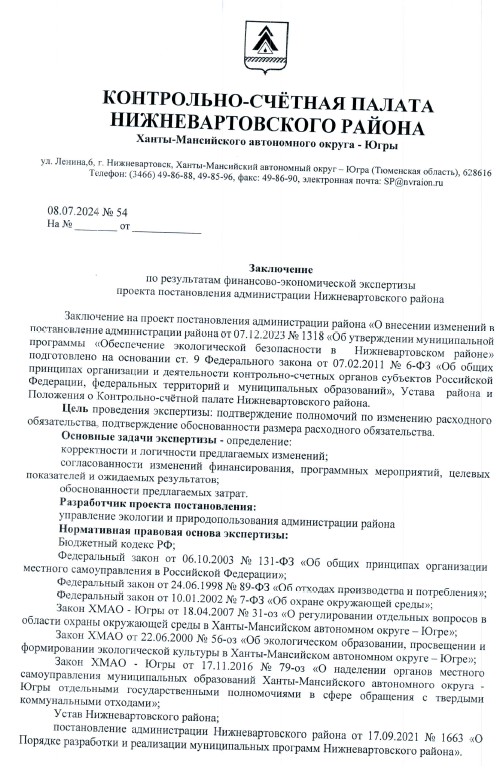 КОНТРОЛЬНО-СЧЁТНАЯ ПАЛАТА
НИЖНЕВАРТОВСКОГО РАЙОНА
Ханты-Мансийского автономного округа - Югры
ул. Ленина,6, г. Нижневартовск, Ханты-Мансийский автономный округ – Югра (Тюменская область), 628616
Телефон: (3466) 49-86-88, 49-85-96, факс: 49-86-90, электронная почта: SP@nvraion.ru
08.07.2024 № 54
На № ________ от ____________
Заключение
по результатам финансово-экономической экспертизы
проекта постановления администрации Нижневартовского района
Заключение на проект постановления администрации района «О внесении изменений в
постановление администрации района от 07.12.2023 № 1318 «Об утверждении муниципальной
программы «Обеспечение экологической безопасности в Нижневартовском районе»
подготовлено на основании ст. 9 Федерального закона от 07.02.2011 № 6-ФЗ «Об общих
принципах организации и деятельности контрольно-счетных органов субъектов Российской
Федерации, федеральных территорий и муниципальных образований», Устава района и
Положения о Контрольно-счётной палате Нижневартовского района.
Цель проведения экспертизы: подтверждение полномочий по изменению расходного
обязательства, подтверждение обоснованности размера расходного обязательства.
Основные задачи экспертизы - определение:
корректности и логичности предлагаемых изменений;
согласованности изменений финансирования, программных мероприятий, целевых
показателей и ожидаемых результатов;
обоснованности предлагаемых затрат.
Разработчик проекта постановления:
управление экологии и природопользования администрации района
Нормативная правовая основа экспертизы:
Бюджетный кодекс РФ;
Федеральный закон от 06.10.2003 № 131-ФЗ «Об общих принципах организации
местного самоуправления в Российской Федерации»;
Федеральный закон от 24.06.1998 № 89-ФЗ «Об отходах производства и потребления»;
Федеральный закон от 10.01.2002 № 7-ФЗ «Об охране окружающей среды»;
Закон ХМАО - Югры от 18.04.2007 № 31-оз «О регулировании отдельных вопросов в
области охраны окружающей среды в Ханты-Мансийском автономном округе – Югре»;
Закон ХМАО от 22.06.2000 № 56-оз «Об экологическом образовании, просвещении и
формировании экологической культуры в Ханты-Мансийском автономном округе – Югре»;
Закон ХМАО - Югры от 17.11.2016 № 79-оз «О наделении органов местного
самоуправления муниципальных образований Ханты-Мансийского автономного округа -
Югры отдельными государственными полномочиями в сфере обращения с твердыми
коммунальными отходами»;
Устав Нижневартовского района;
постановление администрации Нижневартовского района от 17.09.2021 № 1663 «О
Порядке разработки и реализации муниципальных программ Нижневартовского района».